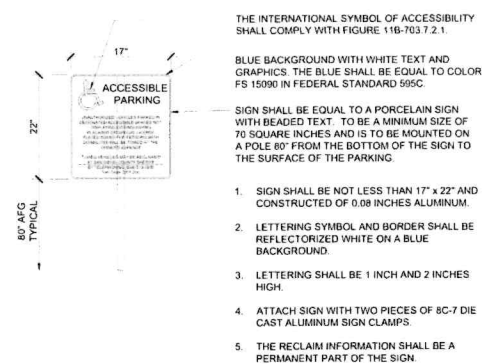 THE INTERNATIONAL SYMBOL OF ACCESSIBILITY
SHALL COMPLY WITH FIGURE 11B-703.7.2.1.
BLUE BACKGROUND WITH WHITE TEXT AND
GRAPHICS. THE BLUE SHALL BE EQUAL TO COLOR
FS 15090 IN FEDERAL STANDARD 595C.
SIGN SHALL BE EQUAL TO A PORCELAIN SIGN
WITH BEADED TEXT. TO BE A MINIMUM SIZE OF
70 SQUARE INCHES AND IS TO BE MOUNTED ON
A POLE 80" FROM THE BOTTOM OF THE SIGN TO
THE SURFACE OF THE PARKING.
17"
22"
80" AFG
TYPICAL
ACCESSIBLE
PARKING
1. SIGN SHALL BE NOT LESS THAN 17" x 22" AND
CONSTRUCTED OF 0.08 INCHES ALUMINUM.
2. LETTERING SYMBOL AND BORDER SHALL BE
REFLECTORIZED WHITE ON A BLUE
BACKGROUND.
3. LETTERING SHALL BE 1 INCH AND 2 INCHES
HIGH.
4. ATTACH SIGN WITH TWO PIECES OF 8C-7 DIE
CAST ALUMINUM SIGN CLAMPS.
5. THE RECLAIM INFORMATION SHALL BE A
PERMANENT PART OF THE SIGN.